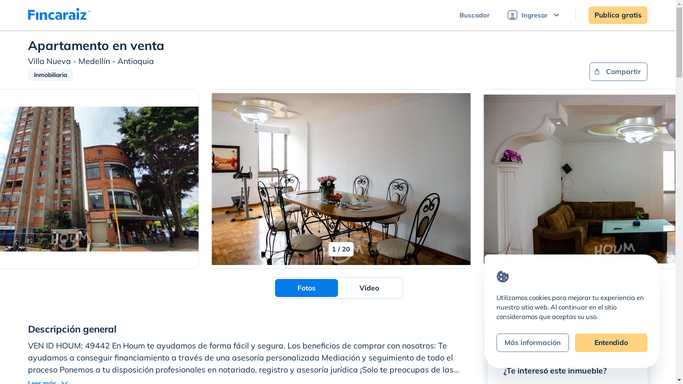 Fincaraiz
Buscador
Ingresar
Publica gratis
Apartamento en venta
Villa Nueva - Medellín - Antioquia
Inmobiliaria
Compartir
HOUM
1 / 20
HOUM
Fotos
Video
Descripción general
VEN ID HOUM: 49442 En Houm te ayudamos de forma fácil y segura. Los beneficios de comprar con nosotros: Te
ayudamos a conseguir financiamiento a través de una asesoría personalizada Mediación y seguimiento de todo el
proceso Ponemos a tu disposición profesionales en notariado, registro y asesoría jurídica ¡Solo te preocupas de las...
Leer más
Utilizamos cookies para mejorar tu experiencia en
nuestro sitio web. Al continuar en el sitio
consideramos que aceptas su uso.
Más información
Entendido
¿Te interesó este inmueble?